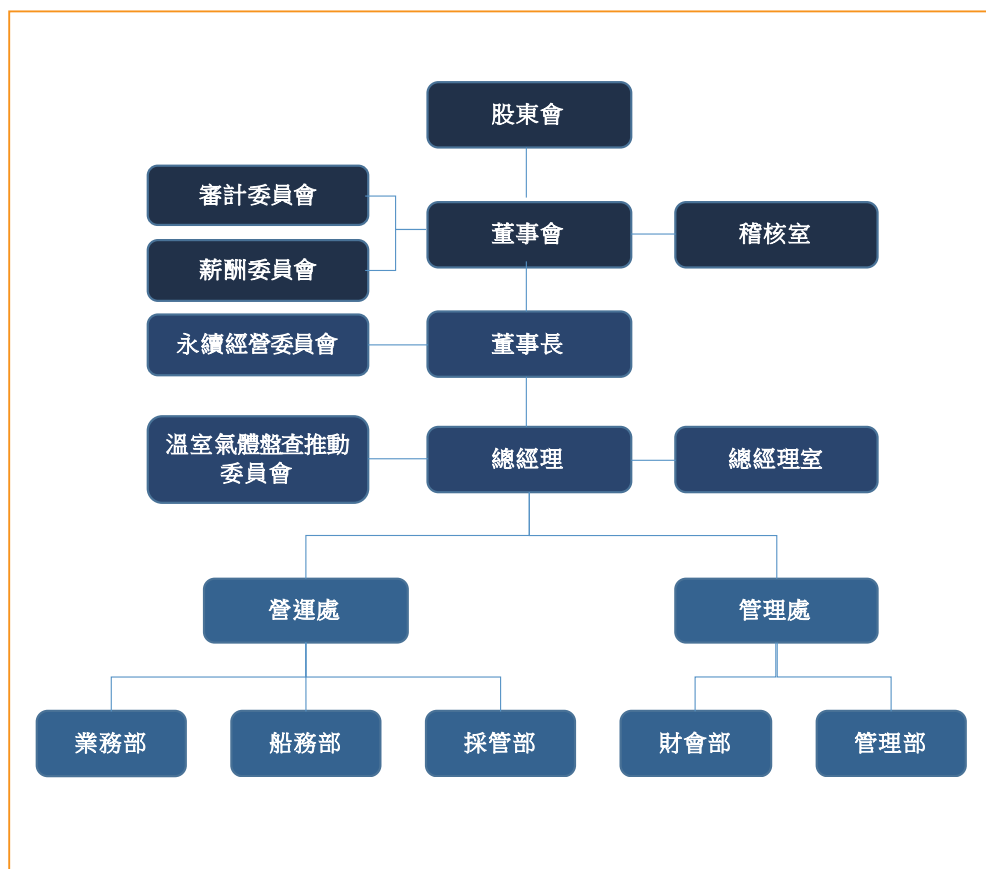 股東會
審計委員會
董事會
稽核室
薪酬委員會
永續經營委員會
董事長
溫室氣體盤查推動
委員會
總經理
總經理室
營運處
管理處
業務部
船務部
採管部
財會部
管理部